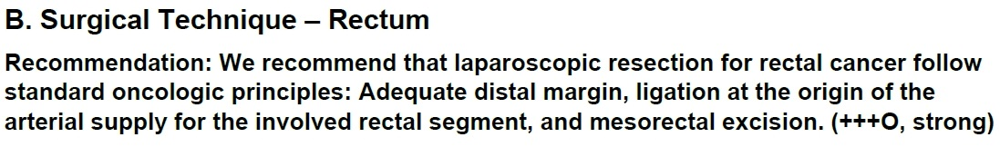 B. Surgical Technique – Rectum
Recommendation: We recommend that laparoscopic resection for rectal cancer follow
standard oncologic principles: Adequate distal margin, ligation at the origin of the
arterial supply for the involved rectal segment, and mesorectal excision. (+++O, strong)